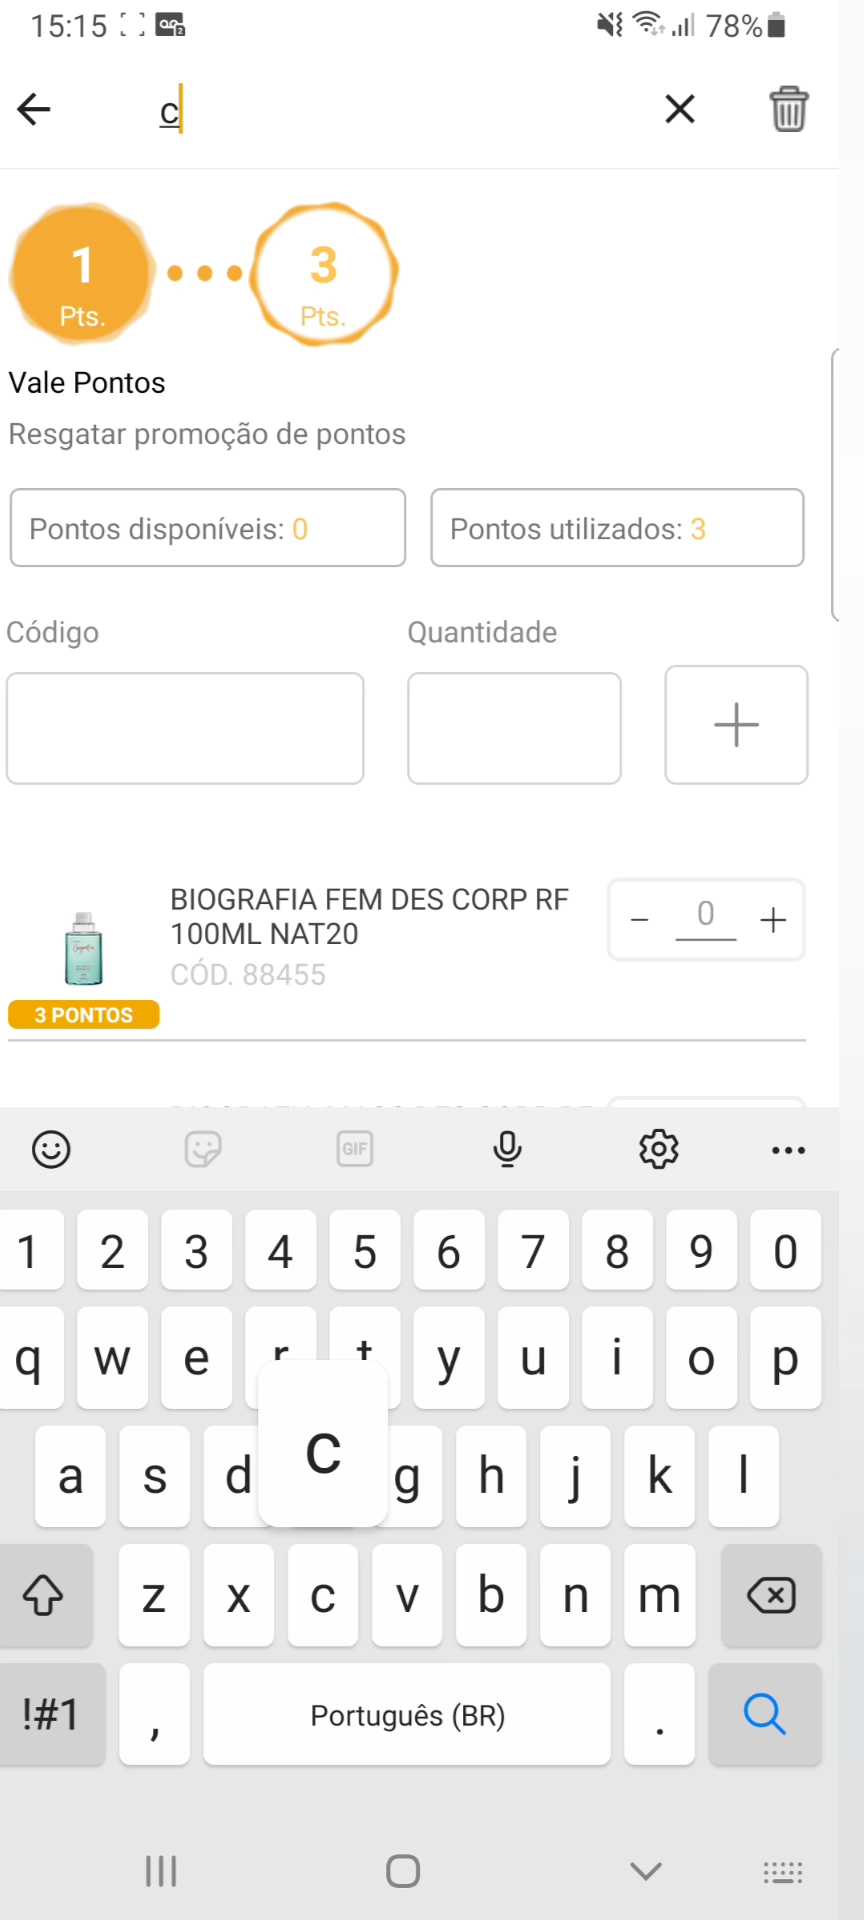 15:15 78%
c
1 3
Pts. Pts.
Vale Pontos
Resgatar promoção de pontos
Pontos disponíveis: 0 Pontos utilizados: 3
Código Quantidade
BIOGRAFIA FEM DES CORP RF
100ML NAT20
0
CÓD. 88455
3 PONTOS
GIF
1 2 3 4 5 6 7 8 9 0
q w e r t y u i o p
c
a s d g h j k l
z x c v b n m
!#1 , Português (BR) .